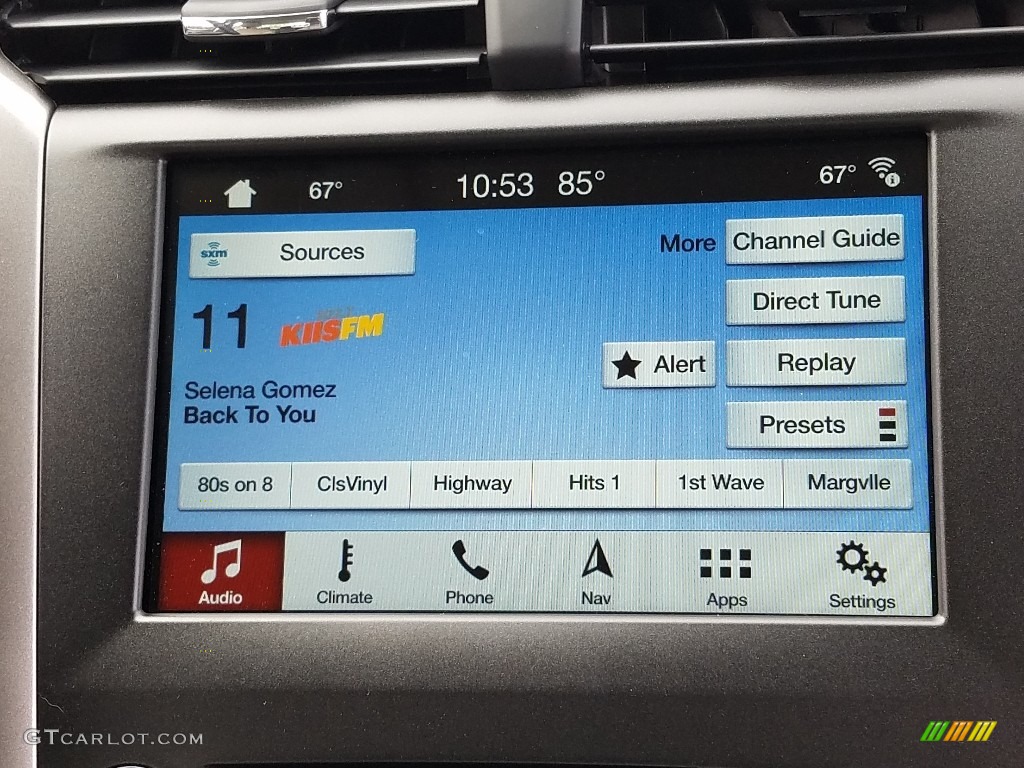 67° 10:53 85° 67°
sxm Sources
More Channel Guide
Direct Tune
11 KIISFM
Alert Replay
Selena Gomez
Back To You
Presets
80s on 8 ClsVinyl Highway Hits 1 1st Wave Margvlle
Audio Climate Phone Nav Apps Settings
GTcarlot.com